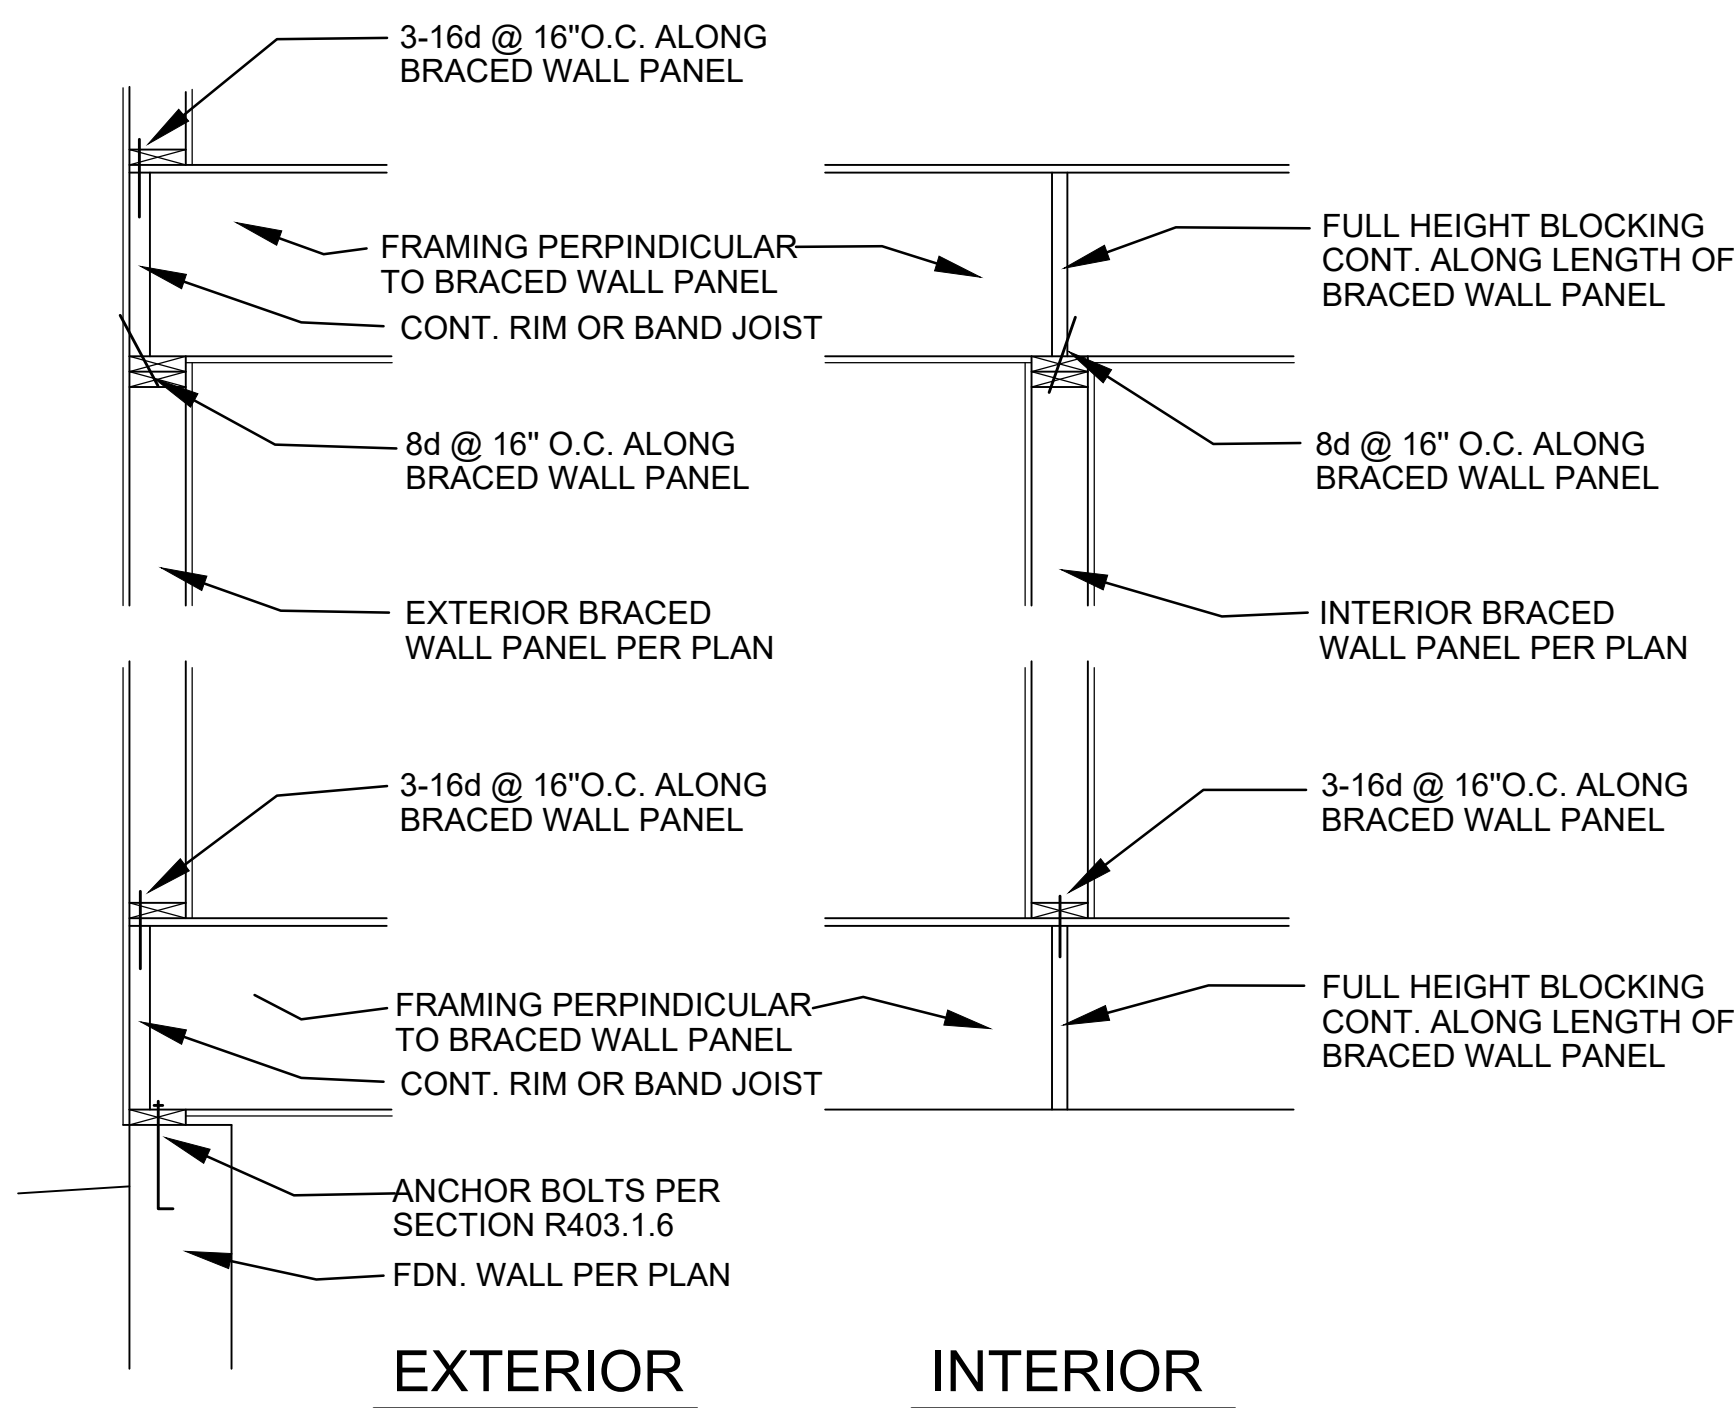 3-16d @ 16"O.C. ALONG
BRACED WALL PANEL
FRAMING PERPINDICULAR
TO BRACED WALL PANEL
CONT. RIM OR BAND JOIST
FULL HEIGHT BLOCKING
CONT. ALONG LENGTH OF
BRACED WALL PANEL
8d @ 16" O.C. ALONG
BRACED WALL PANEL
8d @ 16" O.C. ALONG
BRACED WALL PANEL
EXTERIOR BRACED
WALL PANEL PER PLAN
INTERIOR BRACED
WALL PANEL PER PLAN
3-16d @ 16"O.C. ALONG
BRACED WALL PANEL
3-16d @ 16"O.C. ALONG
BRACED WALL PANEL
FRAMING PERPINDICULAR
TO BRACED WALL PANEL
CONT. RIM OR BAND JOIST
FULL HEIGHT BLOCKING
CONT. ALONG LENGTH OF
BRACED WALL PANEL
ANCHOR BOLTS PER
SECTION R403.1.6
FDN. WALL PER PLAN
EXTERIOR
INTERIOR